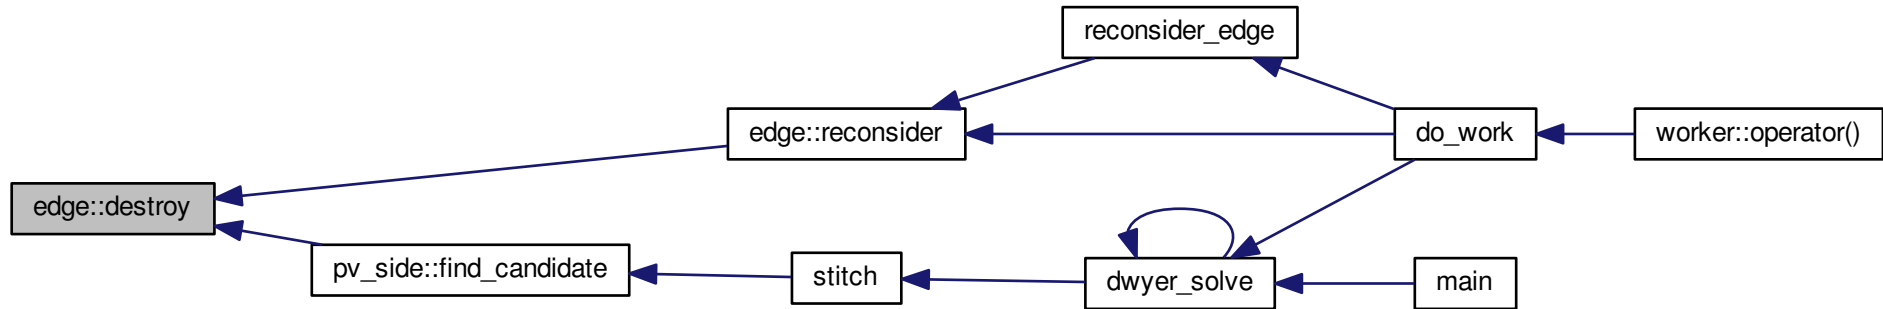 reconsider_edge
edge::reconsider
do_work
worker::operator()
edge::destroy
pv_side::find_candidate
stitch
dwyer_solve
main